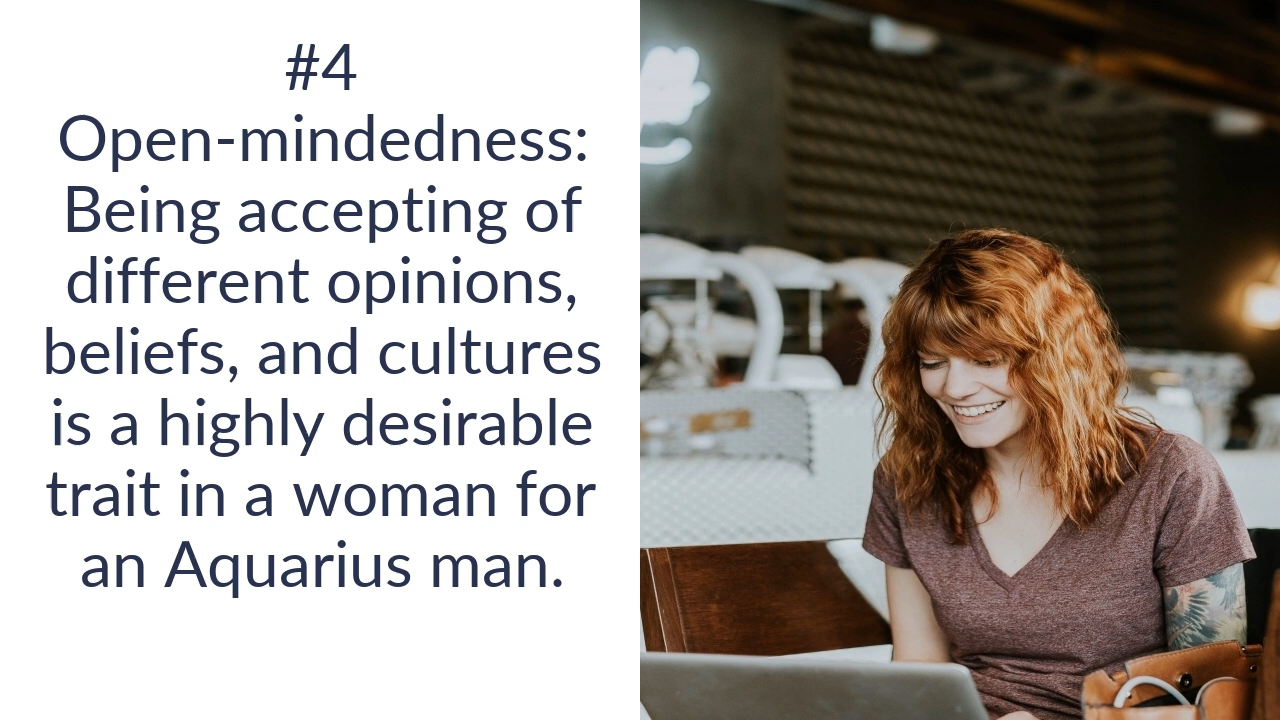 #4
Open-mindedness:
Being accepting of
different opinions,
beliefs, and cultures
is a highly desirable
trait in a woman for
an Aquarius man.